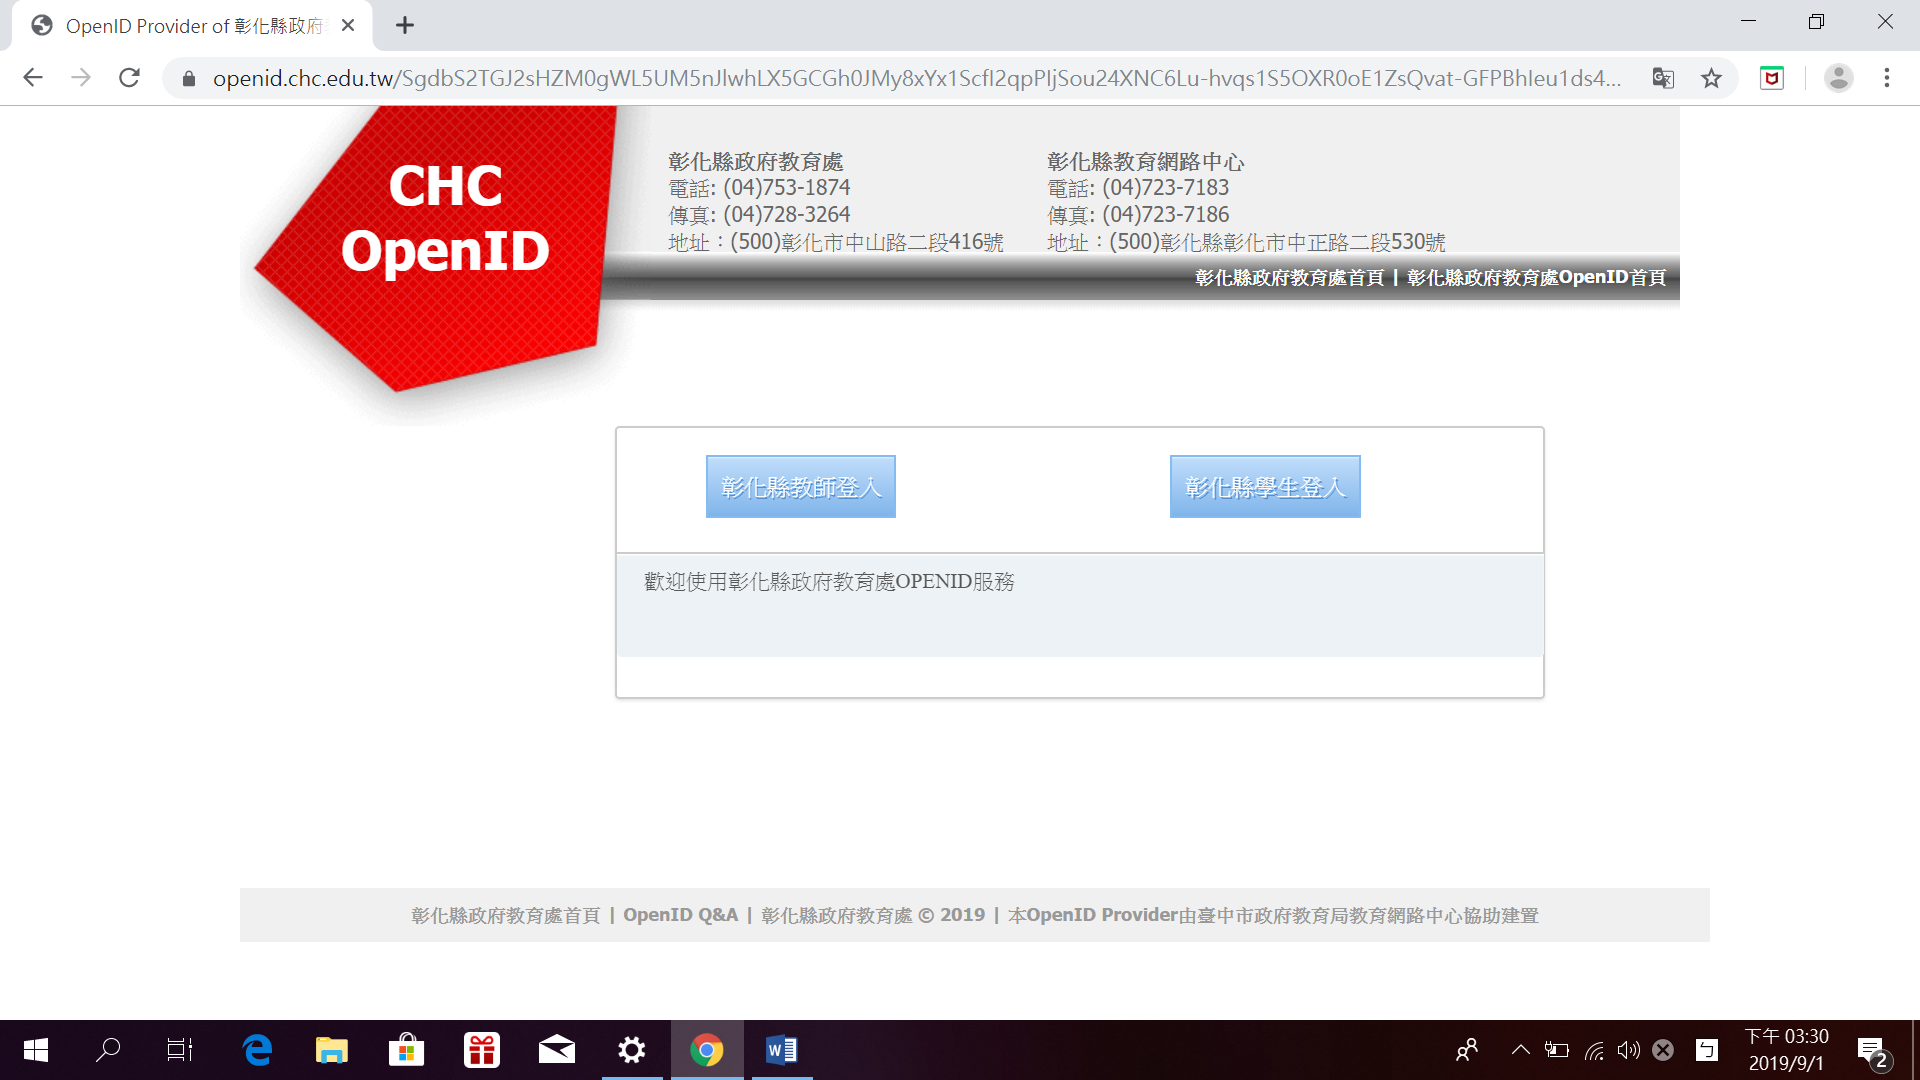 OpenID Provider of 彰化縣政府
openid.chc.edu.tw/SgdbS2TGJ2sHZM0gWL5UM5nJlwhLX5GCGh0JMy8xYx1ScfI2qpPIjSou24XNC6Lu-hvqs1S5OXR0oE1ZsQvat-GFPBhIeu1ds4...
CHC
OpenID
彰化縣政府教育處
電話: (04)753-1874
傳真: (04)728-3264
地址：(500)彰化市中山路二段416號
彰化縣教育網路中心
電話: (04)723-7183
傳真: (04)723-7186
地址：(500)彰化縣彰化市中正路二段530號
彰化縣政府教育處首頁 | 彰化縣政府教育處OpenID首頁
彰化縣教師登入
彰化縣學生登入
歡迎使用彰化縣政府教育處OPENID服務
彰化縣政府教育處首頁 | OpenID Q&A | 彰化縣政府教育處 © 2019 | 本OpenID Provider由臺中市政府教育局教育網路中心協助建置
ㄅ
下午 03:30
2019/9/1
2